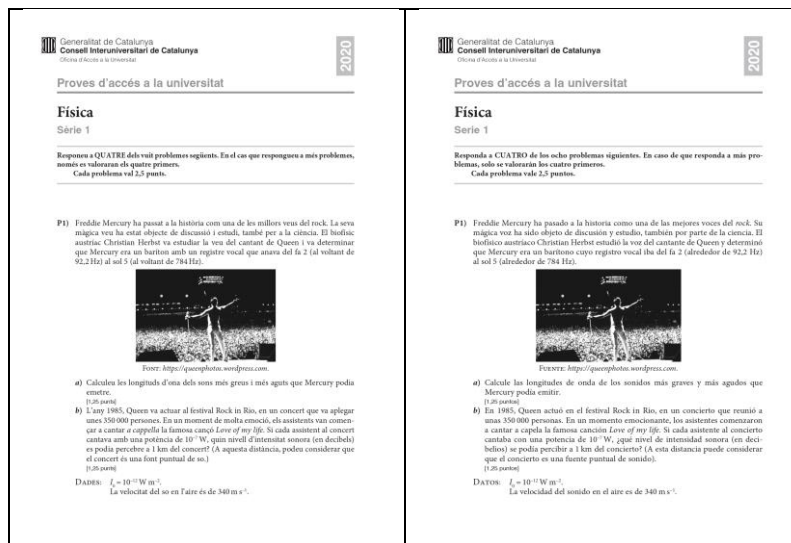 Generalitat de Catalunya
Consell Interuniversitari de Catalunya
Oficina d'Accés a la Universitat
2020
Proves d'accés a la universitat
Física
Sèrie 1
Responeu a QUATRE dels vuit problemes següents. En el cas que respongueu a més problemes,
només es valoraran els quatre primers.
Cada problema val 2,5 punts.
P1) Freddie Mercury ha passat a la història com una de les millors veus del rock. La seva
màgica veu ha estat objecte de discussió i estudi, també per a la ciència. El biofísic
austríac Christian Herbst va estudiar la veu del cantant de Queen i va determinar
que Mercury era un baríton amb un registre vocal que anava del fa 2 (al voltant de
92,2 Hz) al sol 5 (al voltant de 784 Hz).
FONT: https://queenphotos.wordpress.com.
a) Calculeu les longituds d'ona dels sons més greus i més aguts que Mercury podia
emetre.
[1,25 punts]
b) L'any 1985, Queen va actuar al festival Rock in Rio, en un concert que va aplegar
unes 350 000 persones. En un moment de molta emoció, els assistents van comen-
çar a cantar a cappella la famosa cançó Love of my life. Si cada assistent al concert
cantava amb una potència de 10⁻⁷ W, quin nivell d'intensitat sonora (en decibels)
es podia percebre a 1 km del concert? (A aquesta distància, podeu considerar que
el concert és una font puntual de so.)
[1,25 punts]
DADES: I₀ = 10⁻¹² W m⁻².
La velocitat del so en l'aire és de 340 m s⁻¹.
Generalitat de Catalunya
Consell Interuniversitari de Catalunya
Oficina d'Accés a la Universitat
2020
Proves d'accés a la universitat
Física
Serie 1
Responda a CUATRO de los ocho problemas siguientes. En caso de que responda a más pro-
blemas, solo se valorarán los cuatro primeros.
Cada problema vale 2,5 puntos.
P1) Freddie Mercury ha pasado a la historia como una de las mejores voces del rock. Su
mágica voz ha sido objeto de discusión y estudio, también por parte de la ciencia. El
biofísico austriaco Christian Herbst estudió la voz del cantante de Queen y determinó
que Mercury era un barítono cuyo registro vocal iba del fa 2 (alrededor de 92,2 Hz)
al sol 5 (alrededor de 784 Hz).
FUENTE: https://queenphotos.wordpress.com.
a) Calcule las longitudes de onda de los sonidos más graves y más agudos que
Mercury podía emitir.
[1,25 puntos]
b) En 1985, Queen actuó en el festival Rock in Rio, en un concierto que reunió a
unas 350 000 personas. En un momento emocionante, los asistentes comenzaron
a cantar a capela la famosa canción Love of my life. Si cada asistente al concierto
cantaba con una potencia de 10⁻⁷ W, ¿qué nivel de intensidad sonora (en deci-
belios) se podía percibir a 1 km del concierto? (A esta distancia puede considerar
que el concierto es una fuente puntual de sonido).
[1,25 puntos]
DATOS: I₀ = 10⁻¹² W m⁻².
La velocidad del sonido en el aire es de 340 m s⁻¹.